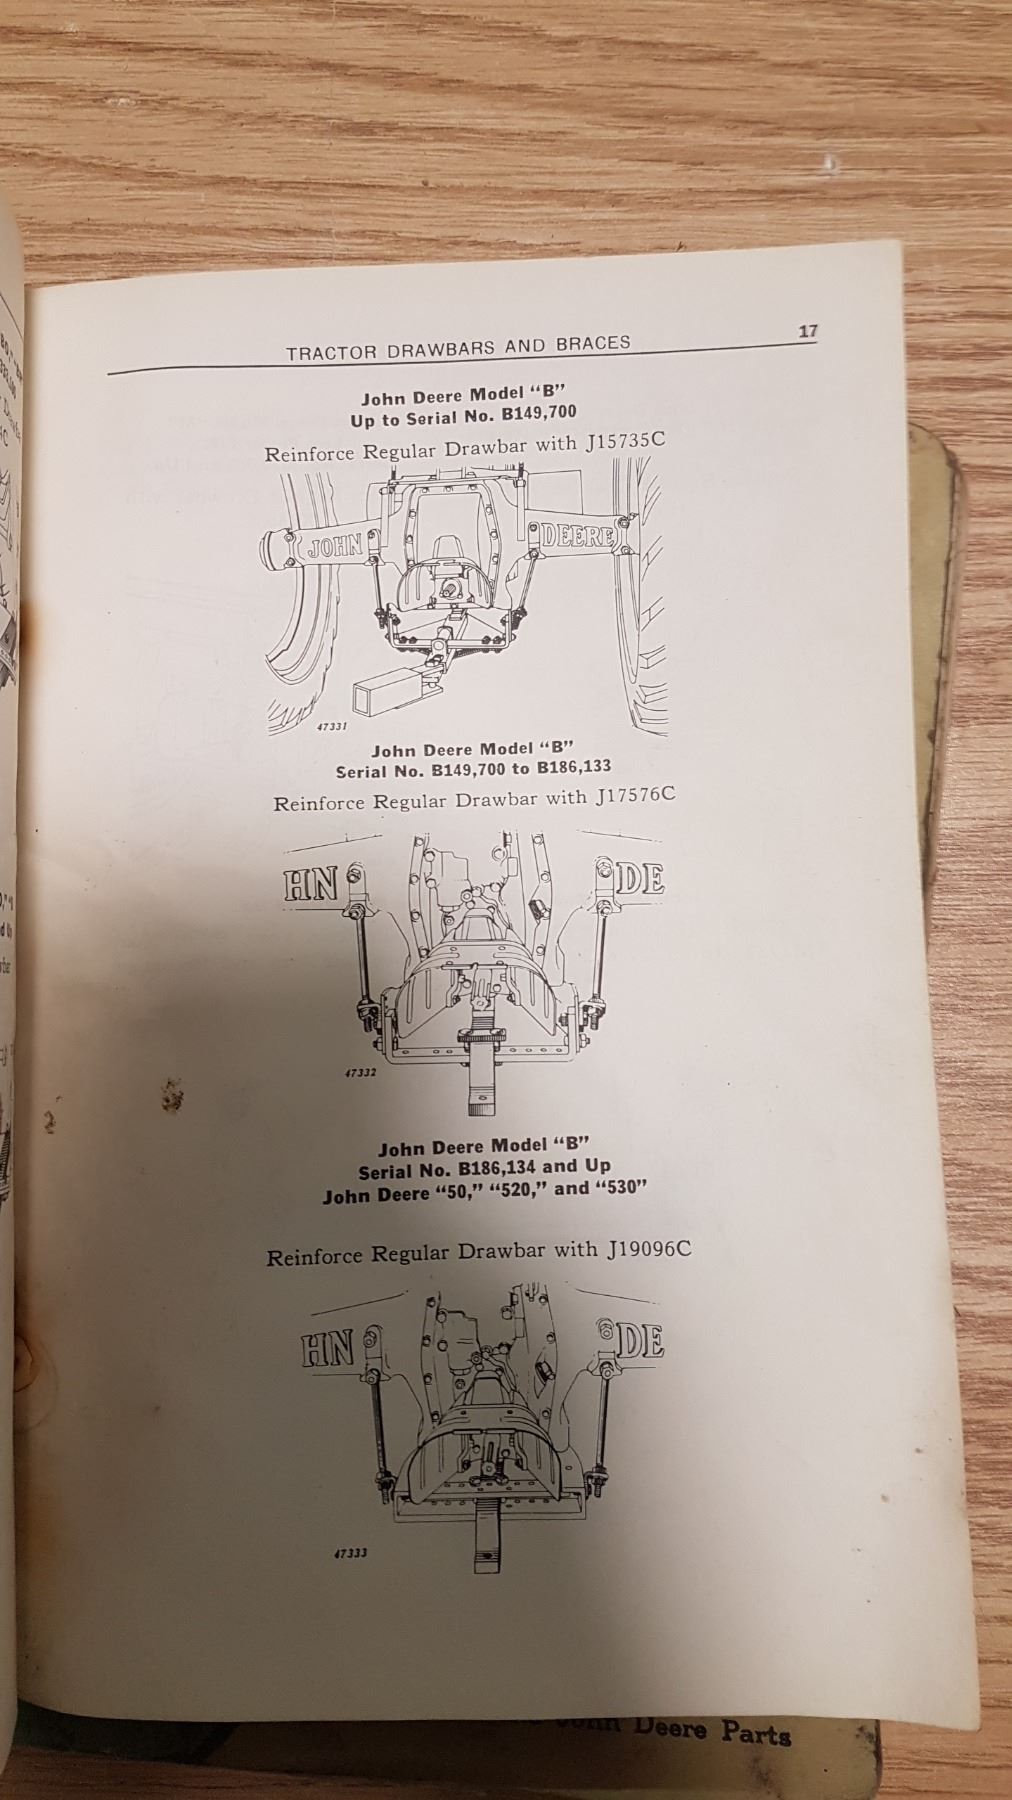 TRACTOR DRAWBARS AND BRACES
17
John Deere Model “B”
Up to Serial No. B149,700
Reinforce Regular Drawbar with J15735C
JOHN DEERE
47331
John Deere Model “B”
Serial No. B149,700 to B186,133
Reinforce Regular Drawbar with J17576C
HN DE
47332
John Deere Model “B”
Serial No. B186,134 and Up
John Deere “50,” “520,” and “530”
Reinforce Regular Drawbar with J19096C
HN DE
47333
John Deere Parts